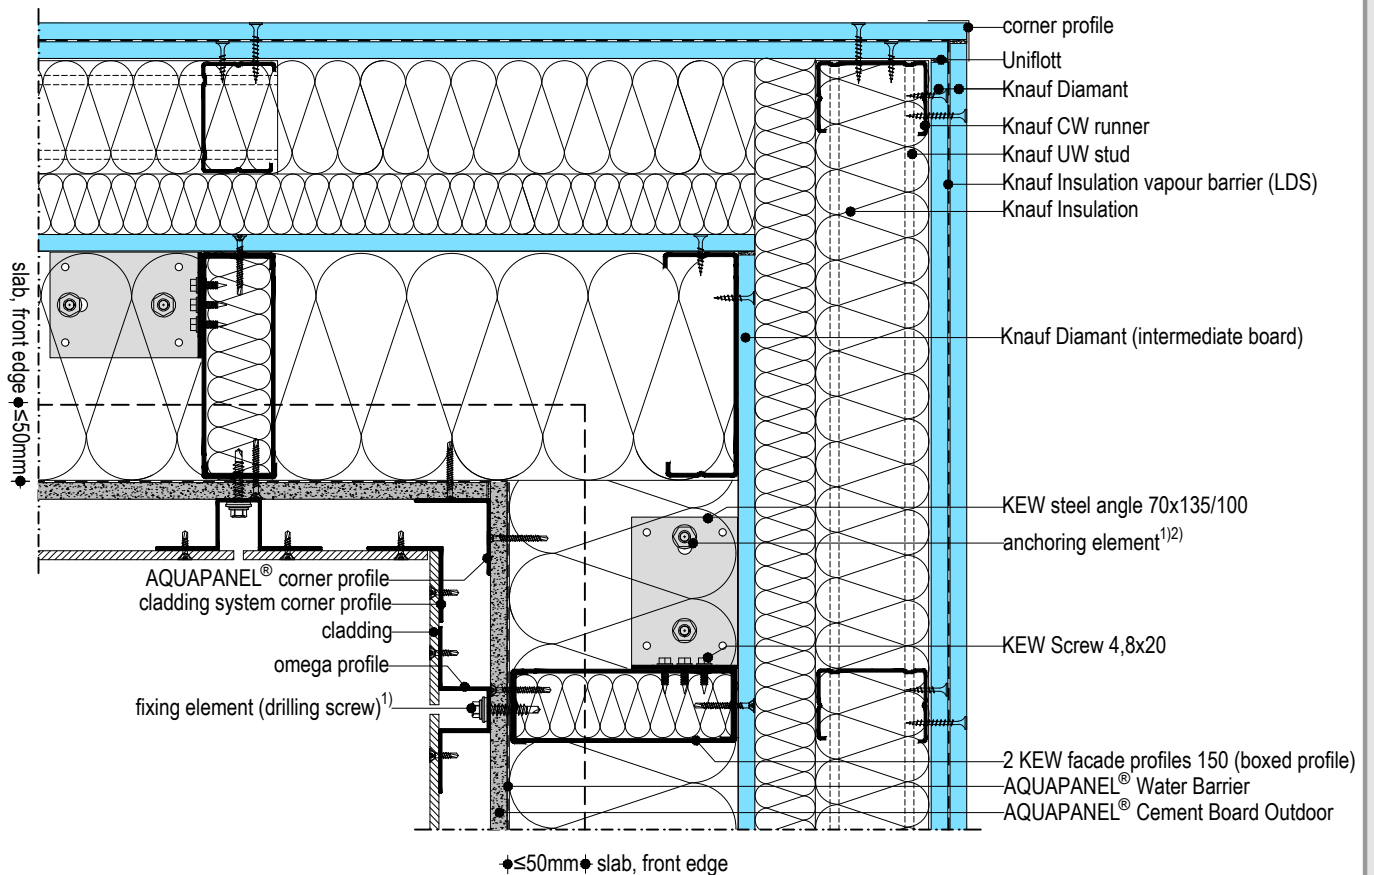 corner profile
Uniflott
Knauf Diamant
Knauf CW runner
Knauf UW stud
Knauf Insulation vapour barrier (LDS)
Knauf Insulation
slab, front edge
≤50mm
Knauf Diamant (intermediate board)
KEW steel angle 70x135/100
anchoring element1)2)
AQUAPANEL® corner profile
cladding system corner profile
cladding
omega profile
fixing element (drilling screw)1)
KEW Screw 4,8x20
2 KEW facade profiles 150 (boxed profile)
AQUAPANEL® Water Barrier
AQUAPANEL® Cement Board Outdoor
≤50mm slab, front edge